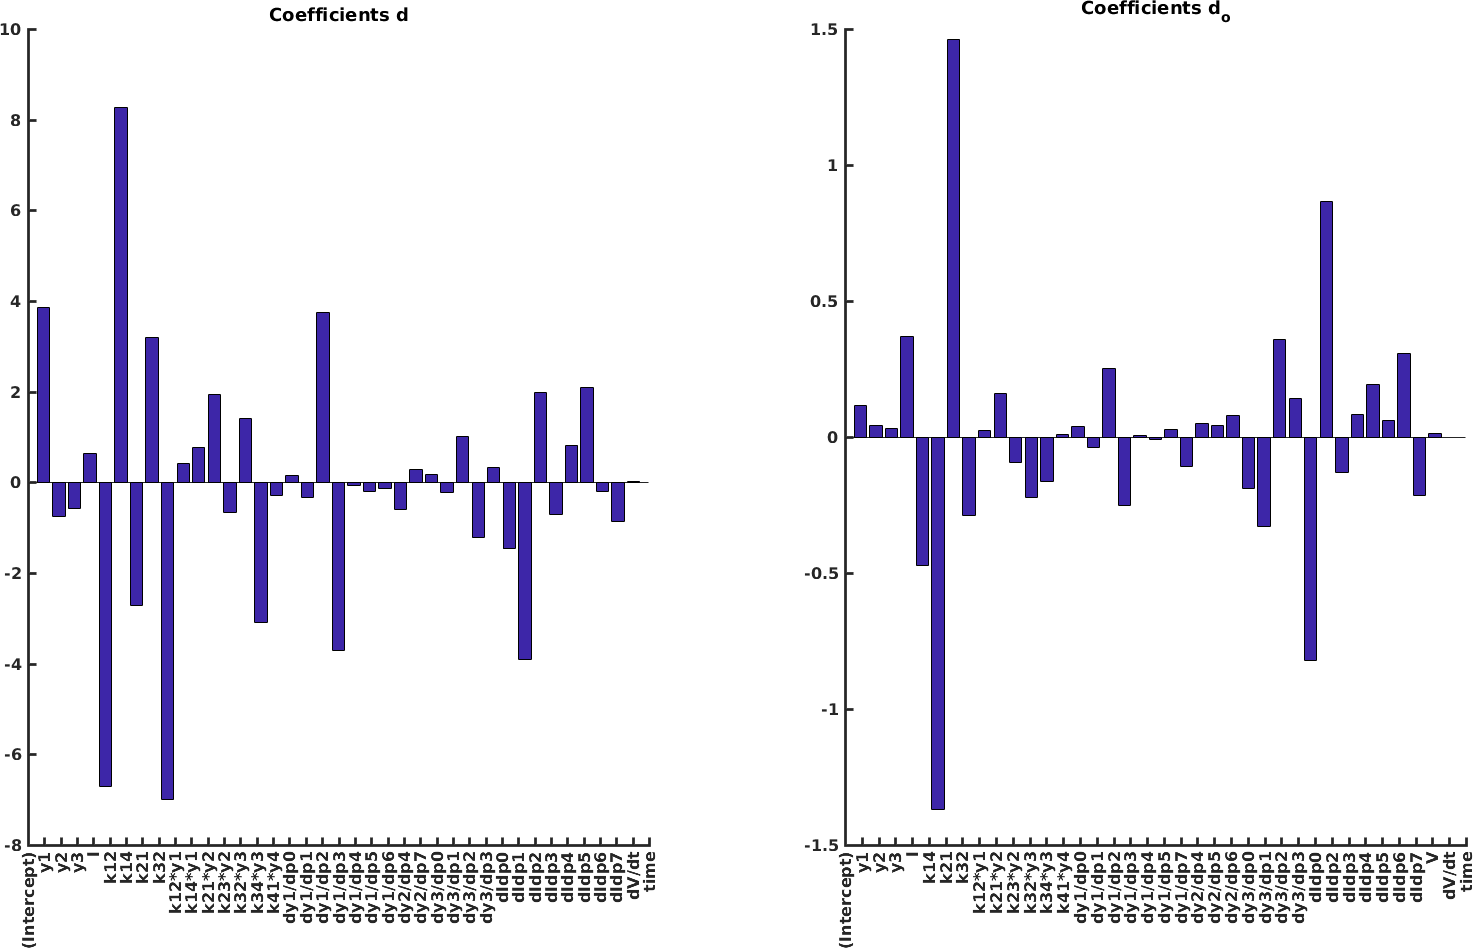 Coefficients d
10
8
6
4
2
0
-2
-4
-6
-8
(Intercept)
y1
y2
y3
I
k12
k14
k21
k32
k12*y1
k14*y1
k21*y2
k23*y2
k32*y3
k34*y3
k41*y4
dy1/dp0
dy1/dp1
dy1/dp2
dy1/dp3
dy1/dp4
dy1/dp5
dy1/dp6
dy2/dp4
dy2/dp7
dy3/dp0
dy3/dp1
dy3/dp2
dy3/dp3
dIdp0
dIdp1
dIdp2
dIdp3
dIdp4
dIdp5
dIdp6
dIdp7
dV/dt
time
Coefficients do
1.5
1
0.5
0
-0.5
-1
-1.5
(Intercept)
y1
y2
y3
I
k14
k21
k32
k12*y1
k21*y2
k23*y2
k32*y3
k34*y3
k41*y4
dy1/dp0
dy1/dp1
dy1/dp2
dy1/dp3
dy1/dp4
dy1/dp5
dy1/dp7
dy2/dp4
dy2/dp5
dy2/dp6
dy3/dp0
dy3/dp1
dy3/dp2
dy3/dp3
dIdp0
dIdp2
dIdp3
dIdp4
dIdp5
dIdp6
dIdp7
V
dV/dt
time